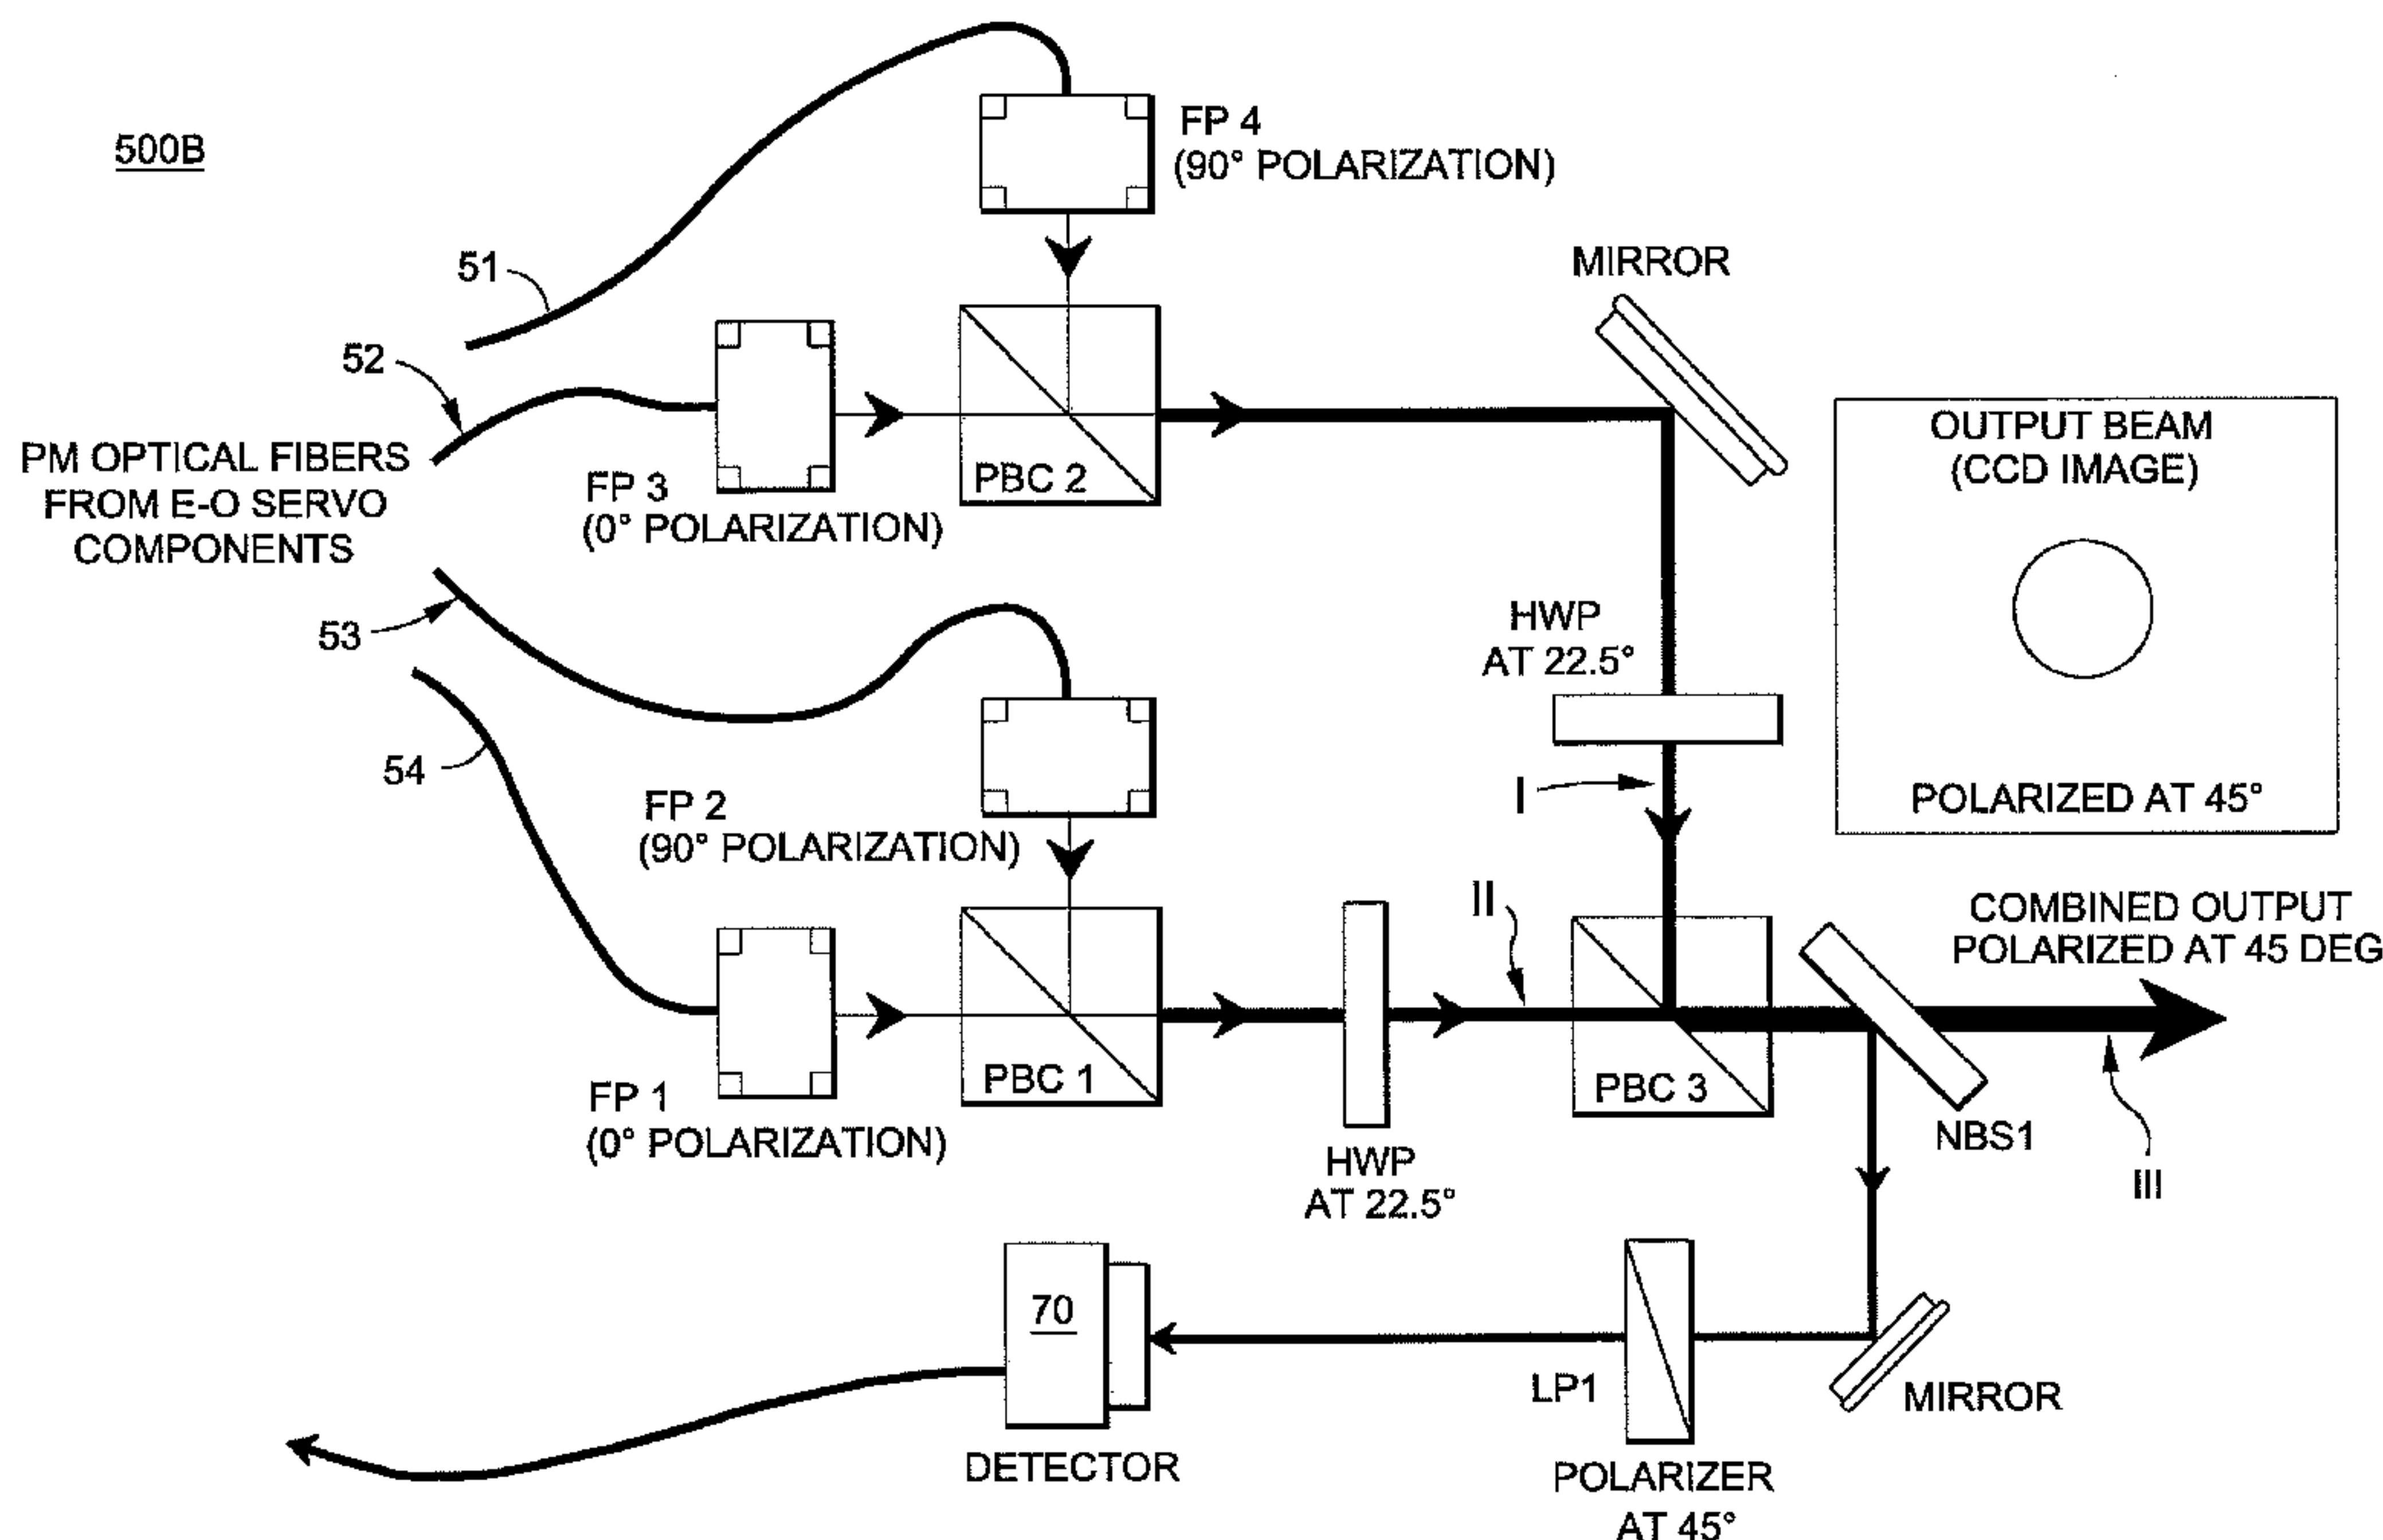 500B
FP 4
(90° POLARIZATION)
51
MIRROR
52
PM OPTICAL FIBERS
FROM E-O SERVO
COMPONENTS
FP 3
(0° POLARIZATION)
PBC 2
OUTPUT BEAM
(CCD IMAGE)
POLARIZED AT 45°
HWP
AT 22.5°
I
53
54
FP 2
(90° POLARIZATION)
II
COMBINED OUTPUT
POLARIZED AT 45 DEG
FP 1
(0° POLARIZATION)
PBC 1
HWP
AT 22.5°
PBC 3
NBS1
III
70
DETECTOR
LP1
POLARIZER
AT 45°
MIRROR